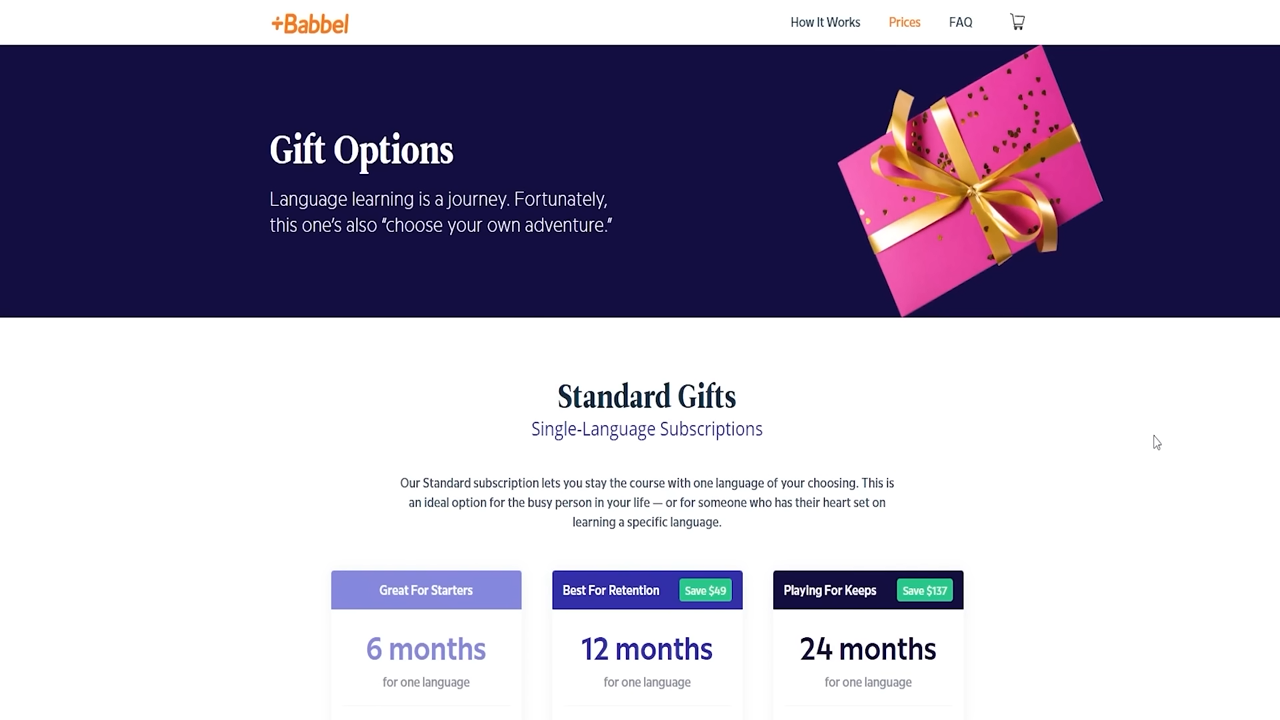 +Babbel
How It Works
Prices
FAQ
Gift Options
Language learning is a journey. Fortunately,
this one's also "choose your own adventure."
Standard Gifts
Single-Language Subscriptions
Our Standard subscription lets you stay the course with one language of your choosing. This is
an ideal option for the busy person in your life — or for someone who has their heart set on
learning a specific language.
Great For Starters
6 months
for one language
Best For Retention
Save $49
12 months
for one language
Playing For Keeps
Save $137
24 months
for one language